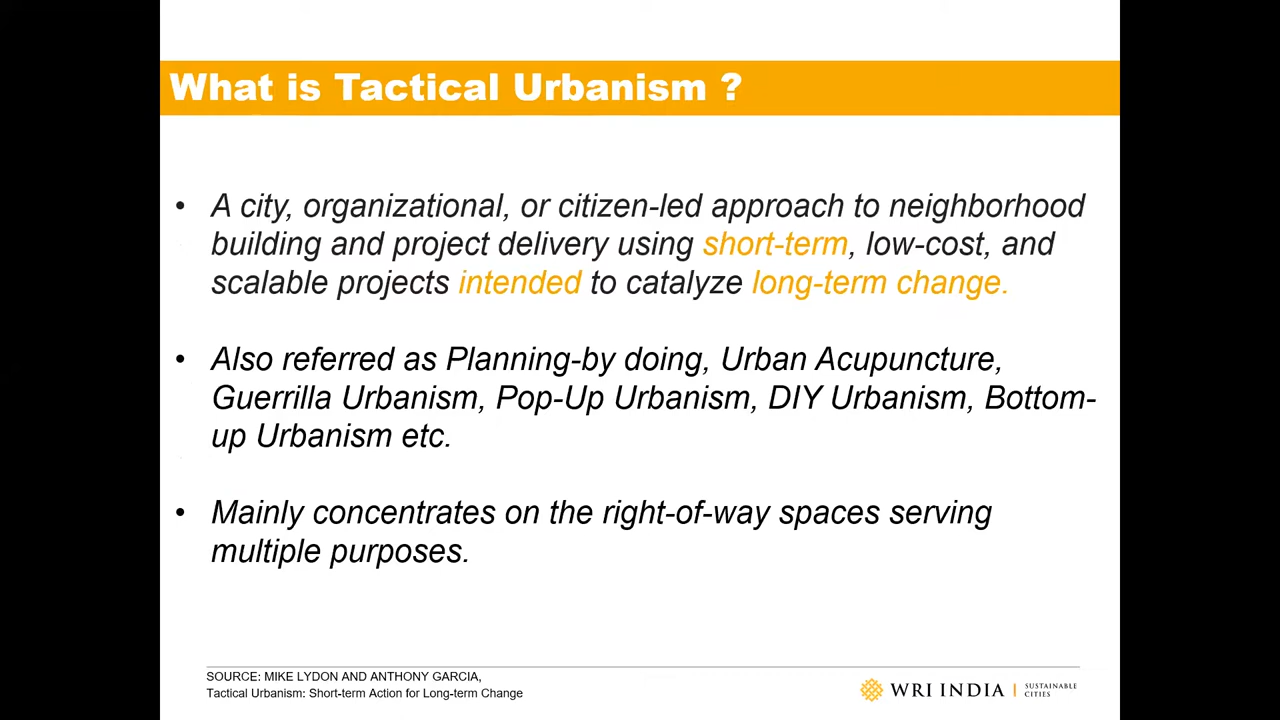 What is Tactical Urbanism ?
• A city, organizational, or citizen-led approach to neighborhood
building and project delivery using short-term, low-cost, and
scalable projects intended to catalyze long-term change.
• Also referred as Planning-by doing, Urban Acupuncture,
Guerrilla Urbanism, Pop-Up Urbanism, DIY Urbanism, Bottom-
up Urbanism etc.
• Mainly concentrates on the right-of-way spaces serving
multiple purposes.
SOURCE: MIKE LYDON AND ANTHONY GARCIA,
Tactical Urbanism: Short-term Action for Long-term Change
WRI INDIA | SUSTAINABLE
CITIES